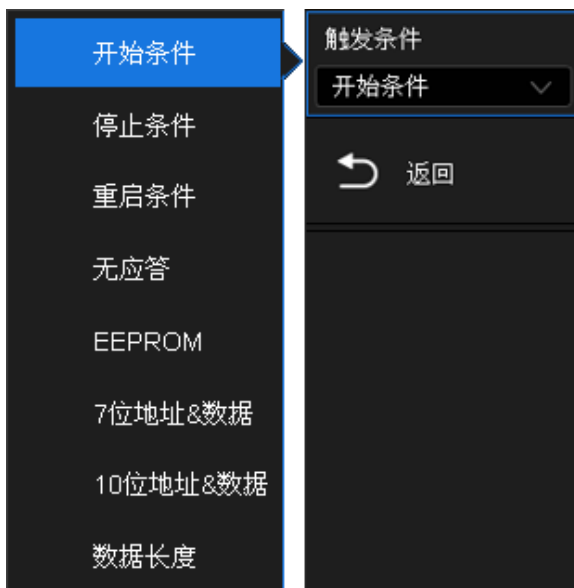 开始条件
停止条件
重启条件
无应答
EEPROM
7位地址&数据
10位地址&数据
数据长度
触发条件
开始条件
返回